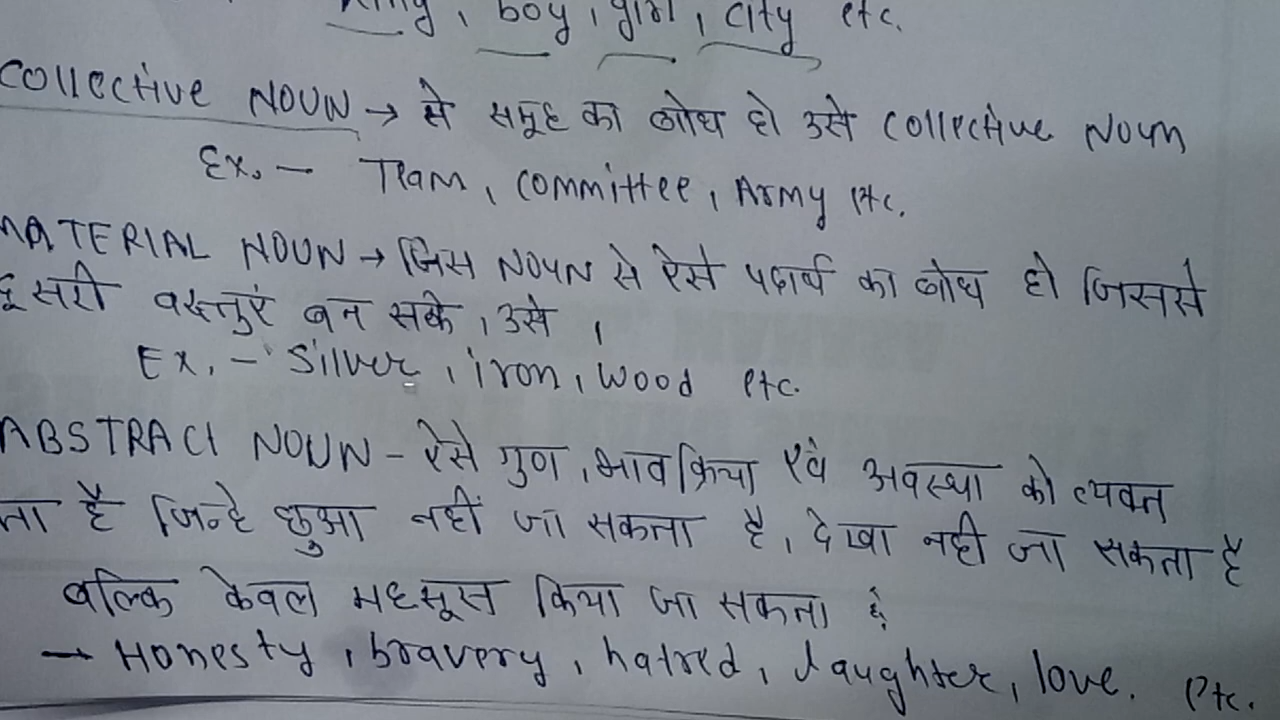 boy, girl, city etc.
COLLECTIVE NOUN → से समूह का बोध हो उसे collective Noun
Ex. – Team, committee, Army etc.
MATERIAL NOUN → जिस NOUN से ऐसे पदार्थ का बोध हो जिससे
दूसरी वस्तुएं बन सके, उसे ,
Ex. – Silver, iron, wood etc.
ABSTRACT NOUN – ऐसे गुण, भाव क्रिया एवं अवस्था को व्यक्त
ता है जिन्हे छुआ नहीं जा सकता है, देखा नही जा सकता है
बल्कि केवल महसूस किया जा सकता है
→ Honesty, bravery, hatred, laughter, love. etc.